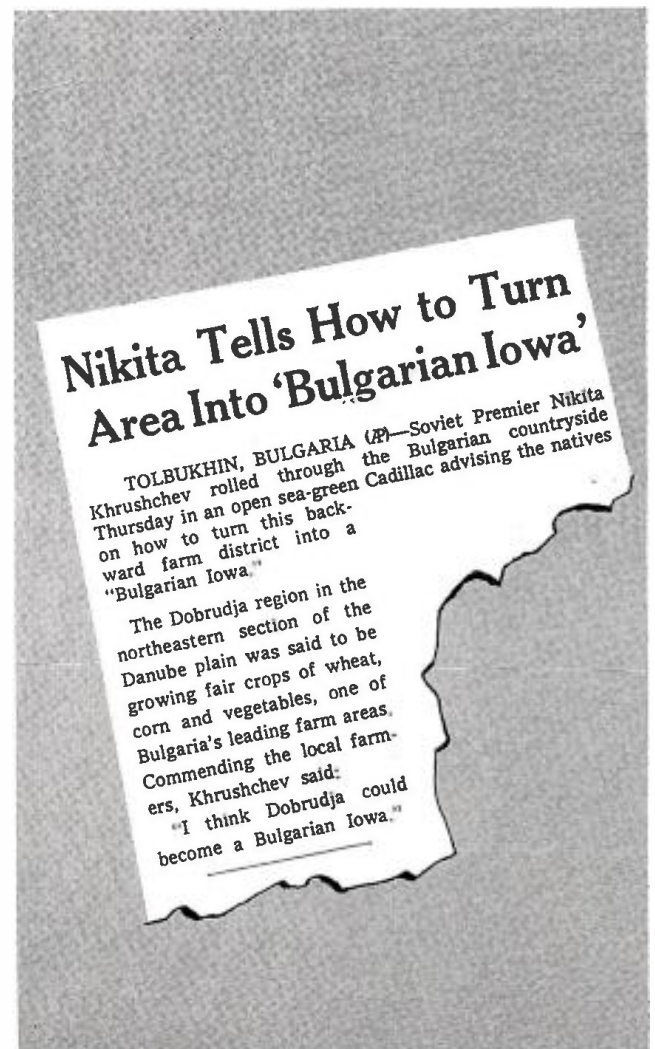 Nikita Tells How to Turn
Area Into ‘Bulgarian Iowa’
TOLBUKHIN, BULGARIA (AP)—Soviet Premier Nikita
Khrushchev rolled through the Bulgarian countryside
Thursday in an open sea-green Cadillac advising the natives
on how to turn this back-
ward farm district into a
“Bulgarian Iowa.”
The Dobrudja region in the
northeastern section of the
Danube plain was said to be
growing fair crops of wheat,
corn and vegetables, one of
Bulgaria's leading farm areas.
Commending the local farm-
ers, Khrushchev said:
“I think Dobrudja could
become a Bulgarian Iowa.”